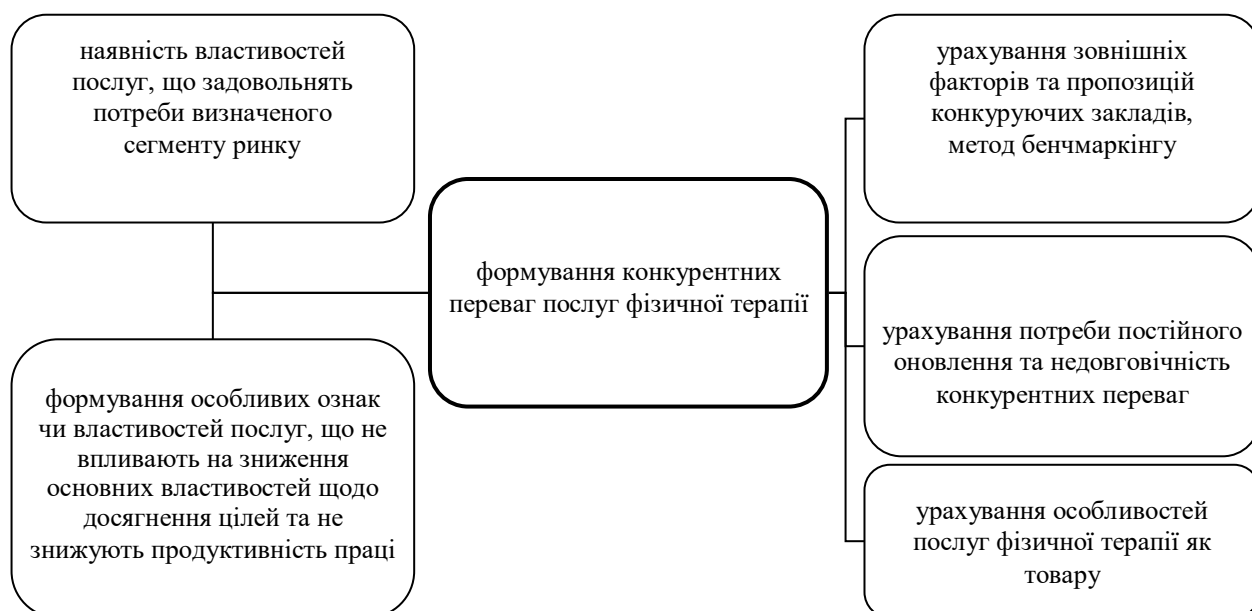 наявність властивостей
послуг, що задовольнять
потреби визначеного
сегменту ринку
формування особливих ознак
чи властивостей послуг, що не
впливають на зниження
основних властивостей щодо
досягнення цілей та не
знижують продуктивність праці
формування конкурентних
переваг послуг фізичної терапії
урахування зовнішніх
факторів та пропозицій
конкуруючих закладів,
метод бенчмаркінгу
урахування потреби постійного
оновлення та недовговічність
конкурентних переваг
урахування особливостей
послуг фізичної терапії як
товару